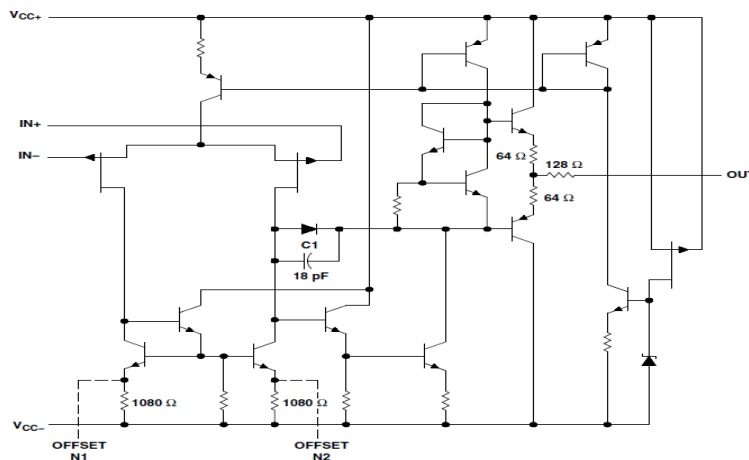 VCC+
IN+
IN−
64 Ω
128 Ω
OUT
64 Ω
C1
18 pF
1080 Ω
1080 Ω
VCC−
OFFSET
N1
OFFSET
N2